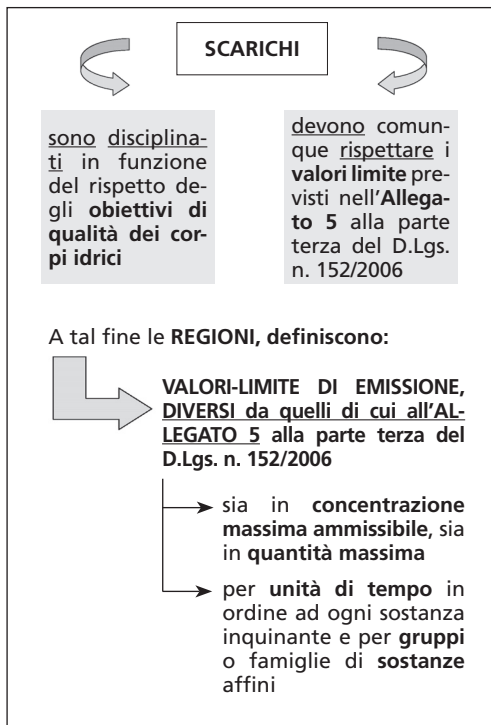 SCARICHI
sono disciplina-
ti in funzione
del rispetto de-
gli obiettivi di
qualità dei cor-
pi idrici
devono comun-
que rispettare i
valori limite pre-
visti nell'Allega-
to 5 alla parte
terza del D.Lgs.
n. 152/2006
A tal fine le REGIONI, definiscono:
VALORI-LIMITE DI EMISSIONE,
DIVERSI da quelli di cui all'AL-
LEGATO 5 alla parte terza del
D.Lgs. n. 152/2006
sia in concentrazione
massima ammissibile, sia
in quantità massima
per unità di tempo in
ordine ad ogni sostanza
inquinante e per gruppi
o famiglie di sostanze
affini